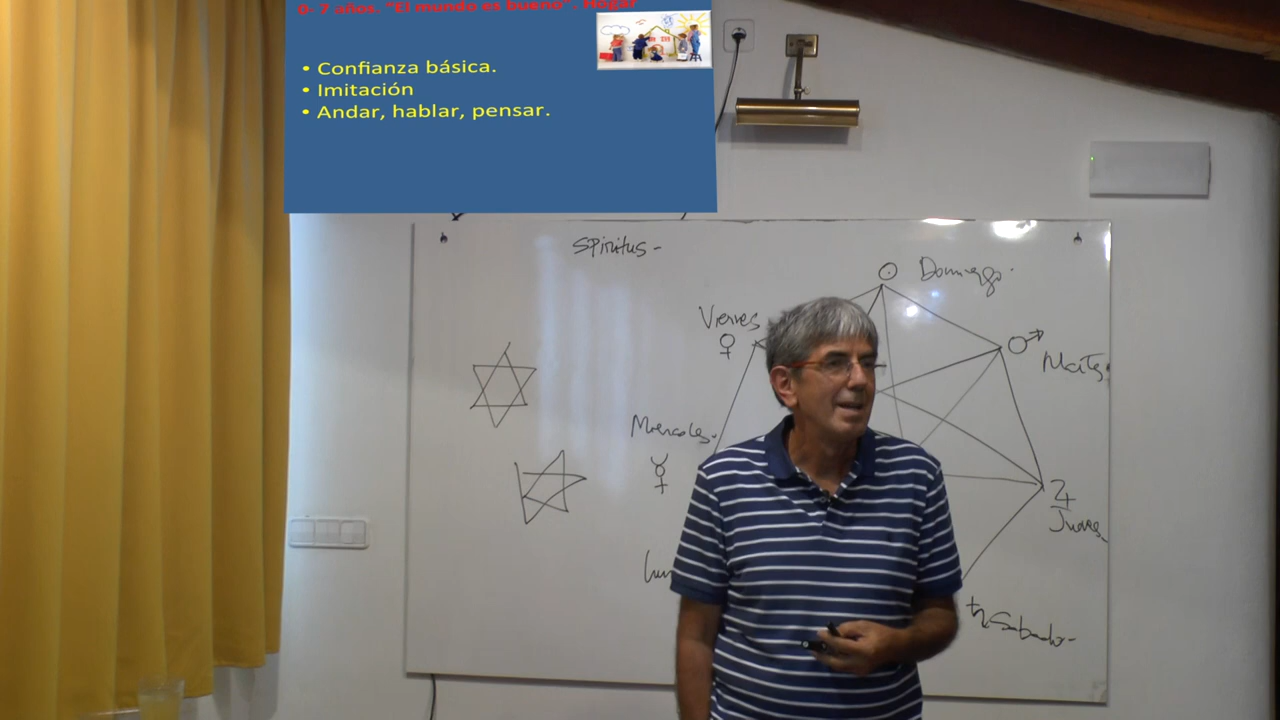 0- 7 años. "El mundo es bueno". Hogar
• Confianza básica.
• Imitación
• Andar, hablar, pensar.
Spiritus -
Domingo.
Viernes
Martes.
Miercoles.
Jueves
Lun
Sabado-